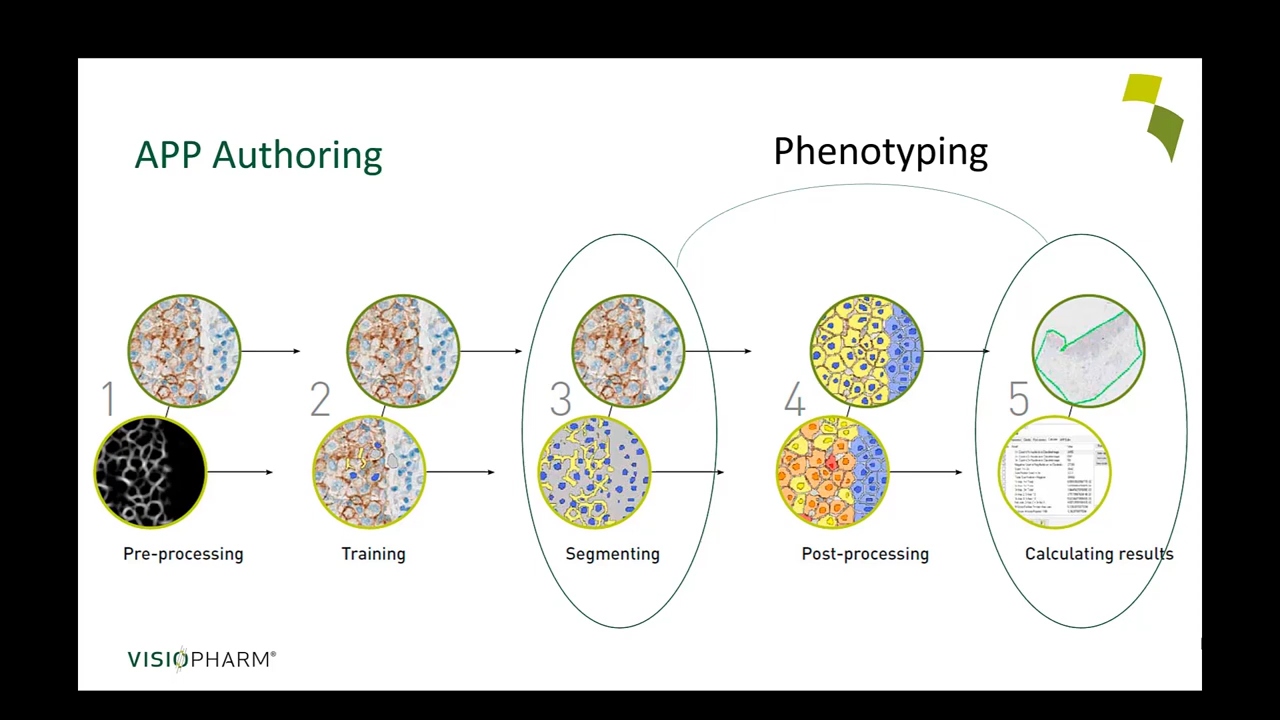 APP Authoring
Phenotyping
1
2
3
4
5
Pre-processing
Training
Segmenting
Post-processing
Calculating results
VISIOPHARM®